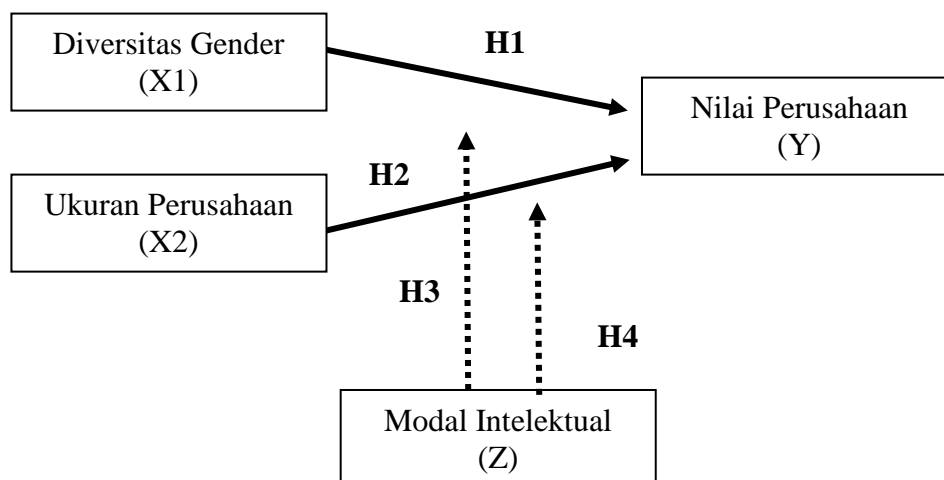 Diversitas Gender
(X1)
H1
Nilai Perusahaan
(Y)
H2
Ukuran Perusahaan
(X2)
H3
H4
Modal Intelektual
(Z)